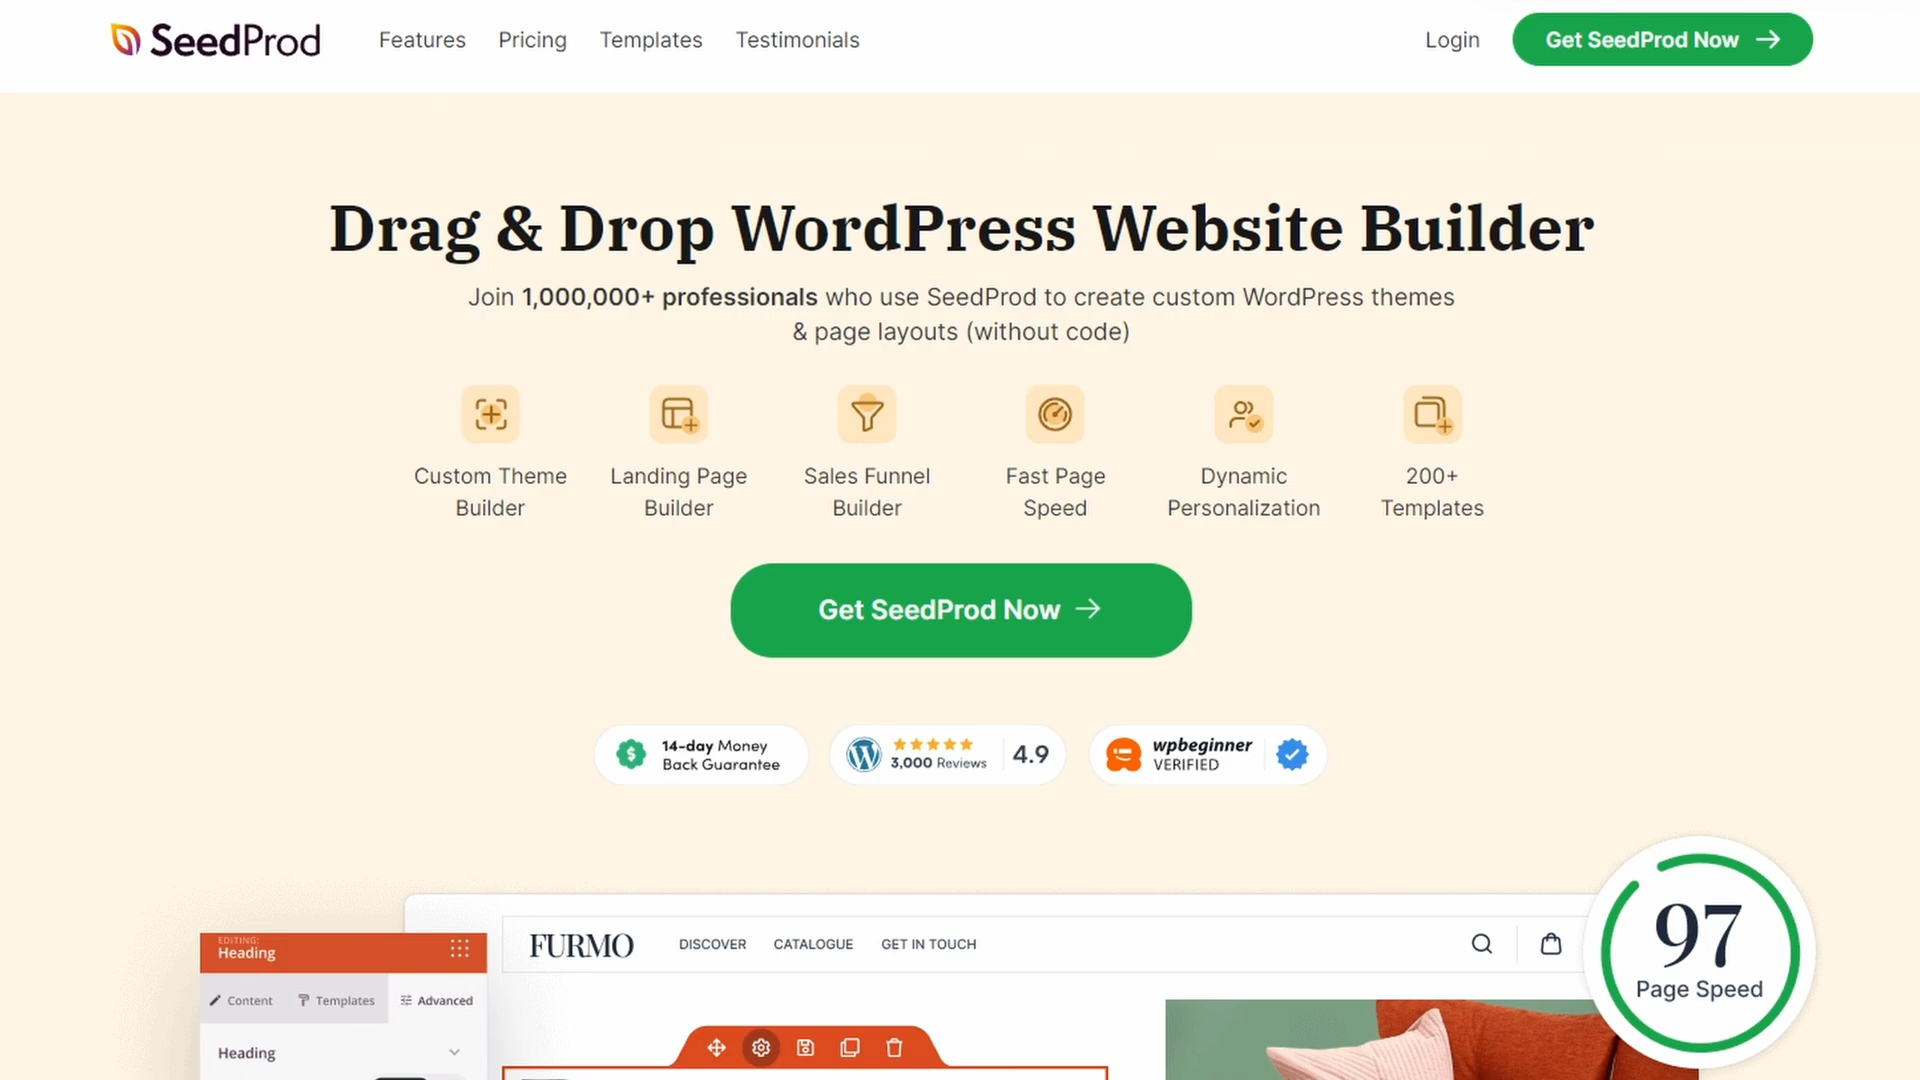 SeedProd
Features
Pricing
Templates
Testimonials
Login
Get SeedProd Now
Drag & Drop WordPress Website Builder
Join 1,000,000+ professionals who use SeedProd to create custom WordPress themes
& page layouts (without code)
Custom Theme
Builder
Landing Page
Builder
Sales Funnel
Builder
Fast Page
Speed
Dynamic
Personalization
200+
Templates
Get SeedProd Now
14-day Money
Back Guarantee
3,000 Reviews
4.9
wpbeginner
VERIFIED
97
Page Speed
FURMO
DISCOVER
CATALOGUE
GET IN TOUCH
EDITING:
Heading
Content
Templates
Advanced
Heading